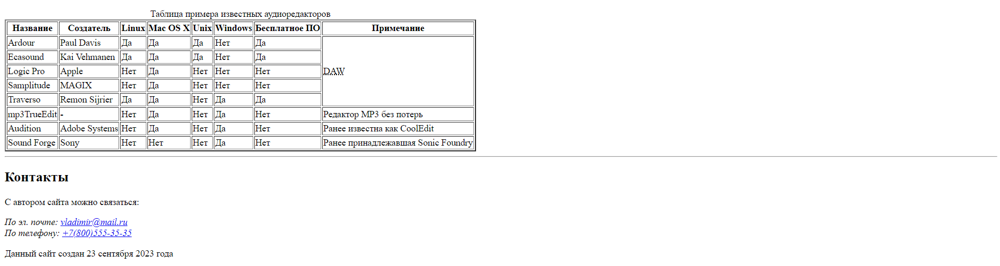 Таблица примера известных аудиоредакторов
Название Создатель Linux Mac OS X Unix Windows Бесплатное ПО Примечание
Ardour Paul Davis Да Да Да Нет Да
Ecasound Kai Vehmanen Да Да Да Нет Да
Logic Pro Apple Нет Да Нет Нет Нет DAW
Samplitude MAGIX Нет Да Нет Нет Нет
Traverso Remon Sijrier Да Да Нет Да Да
mp3TrueEdit - Нет Да Нет Да Нет Редактор MP3 без потерь
Audition Adobe Systems Нет Да Нет Да Нет Ранее известна как CoolEdit
Sound Forge Sony Нет Нет Нет Да Нет Ранее принадлежавшая Sonic Foundry
Контакты
С автором сайта можно связаться:
По эл. почте: vladimir@mail.ru
По телефону: +7(800)555-35-35
Данный сайт создан 23 сентября 2023 года